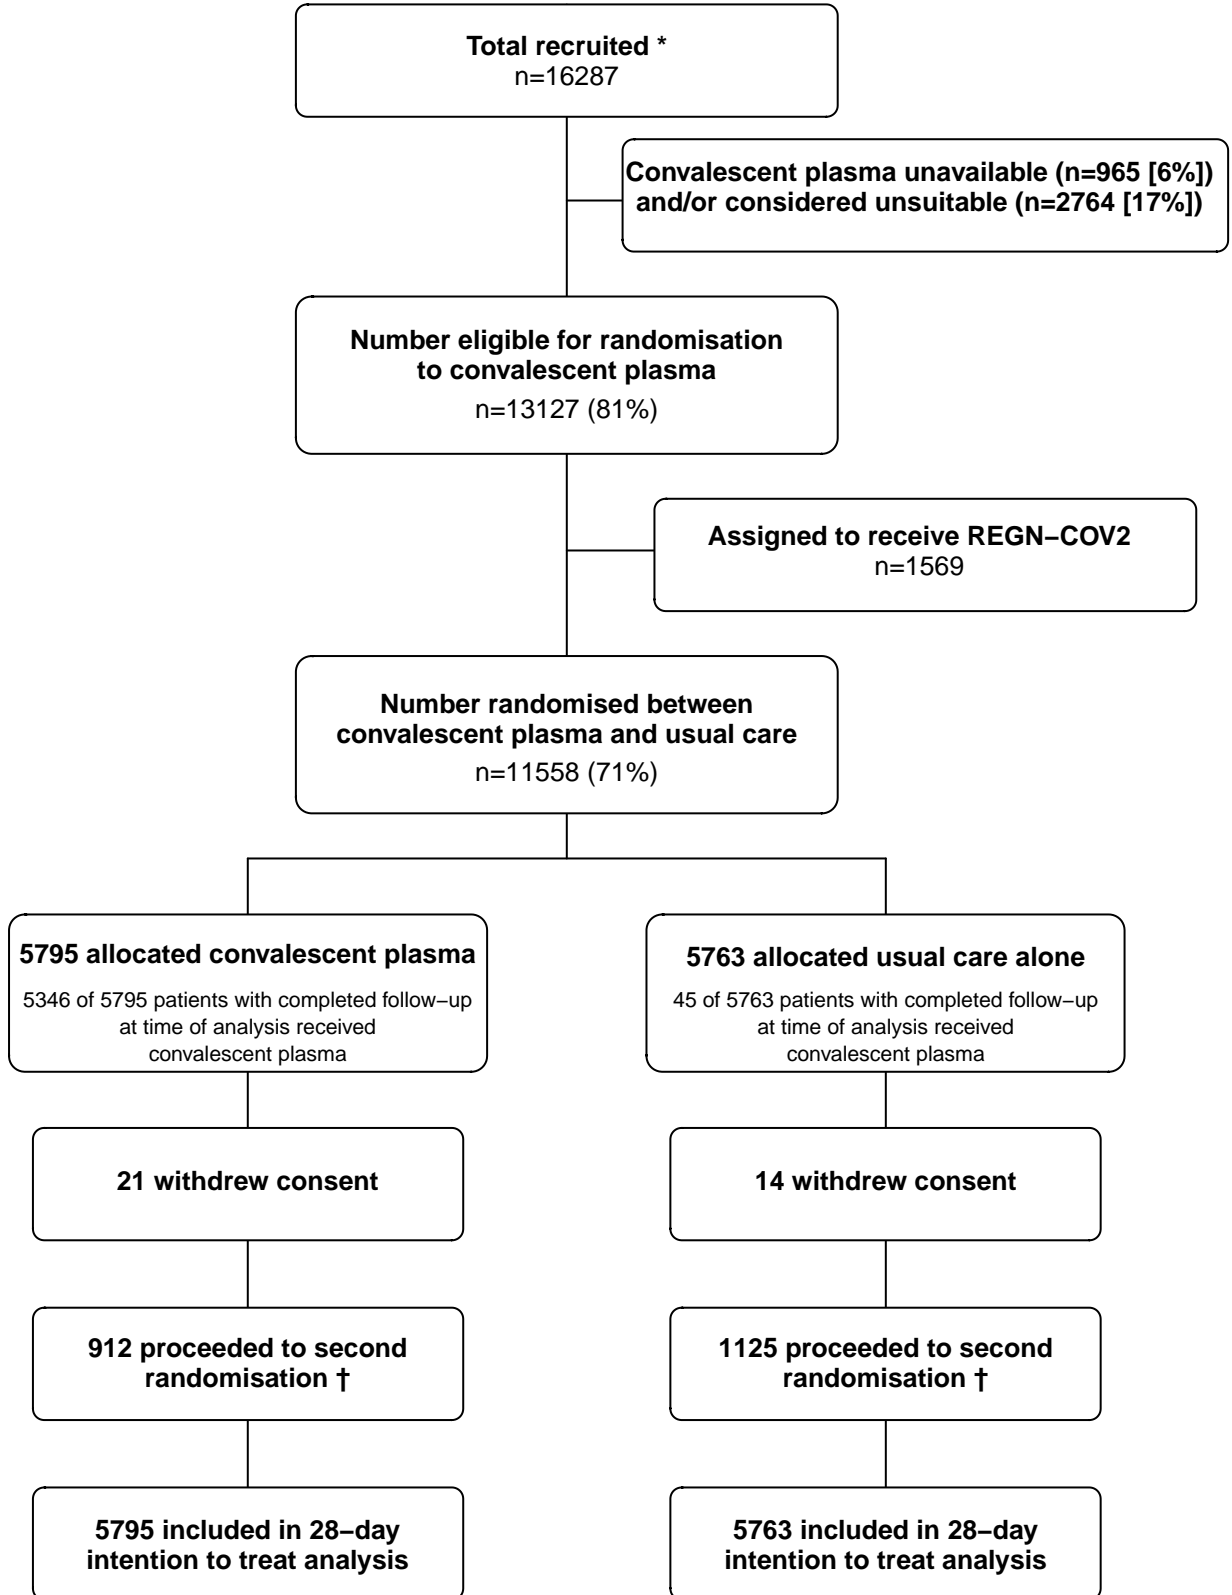 Total recruited *
n=16287
Convalescent plasma unavailable (n=965 [6%])
and/or considered unsuitable (n=2764 [17%])
Number eligible for randomisation
to convalescent plasma
n=13127 (81%)
Assigned to receive REGN−COV2
n=1569
Number randomised between
convalescent plasma and usual care
n=11558 (71%)
5795 allocated convalescent plasma
5346 of 5795 patients with completed follow−up
at time of analysis received
convalescent plasma
5763 allocated usual care alone
45 of 5763 patients with completed follow−up
at time of analysis received
convalescent plasma
21 withdrew consent
14 withdrew consent
912 proceeded to second
randomisation †
1125 proceeded to second
randomisation †
5795 included in 28−day
intention to treat analysis
5763 included in 28−day
intention to treat analysis